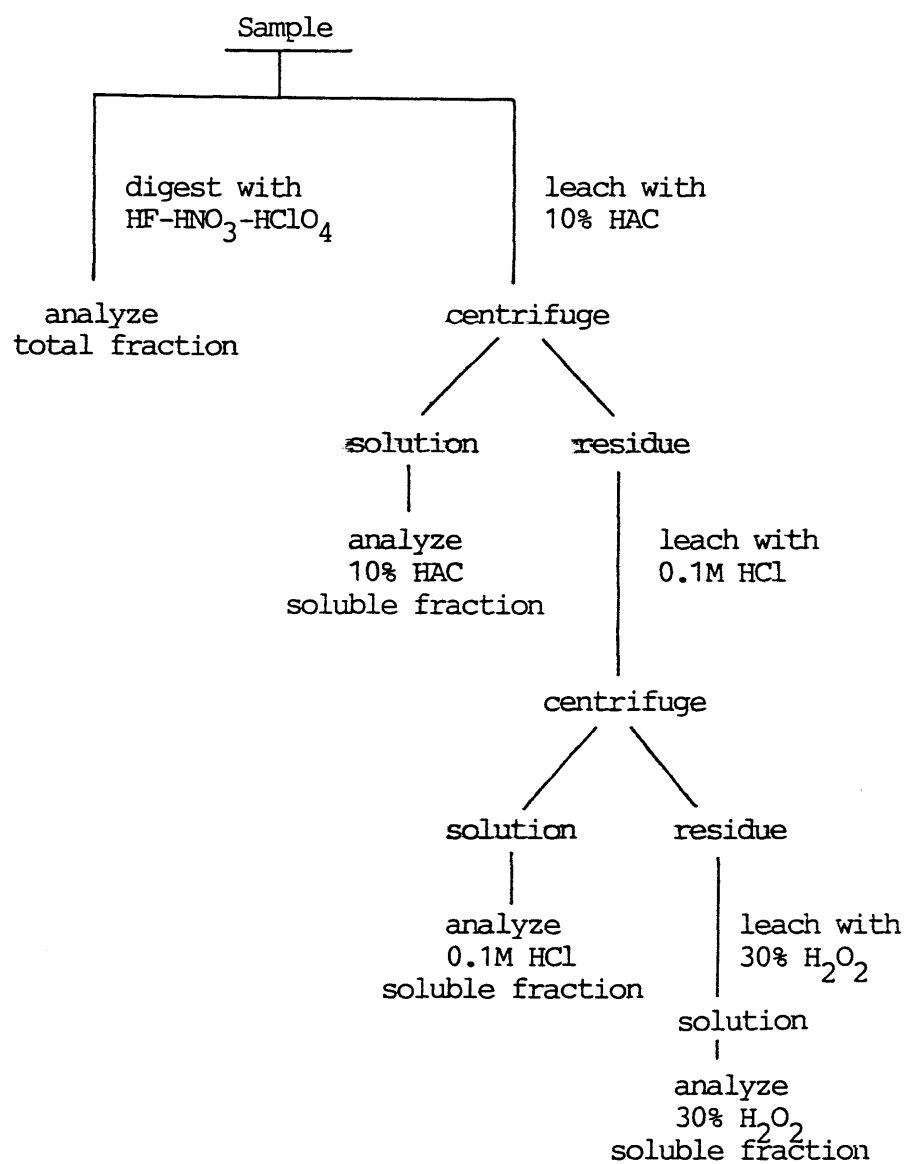 Sample
digest with
HF-HNO3-HClO4
leach with
10% HAC
analyze
total fraction
centrifuge
solution
residue
analyze
10% HAC
soluble fraction
leach with
0.1M HCl
centrifuge
solution
residue
analyze
0.1M HCl
soluble fraction
leach with
30% H2O2
solution
analyze
30% H2O2
soluble fraction